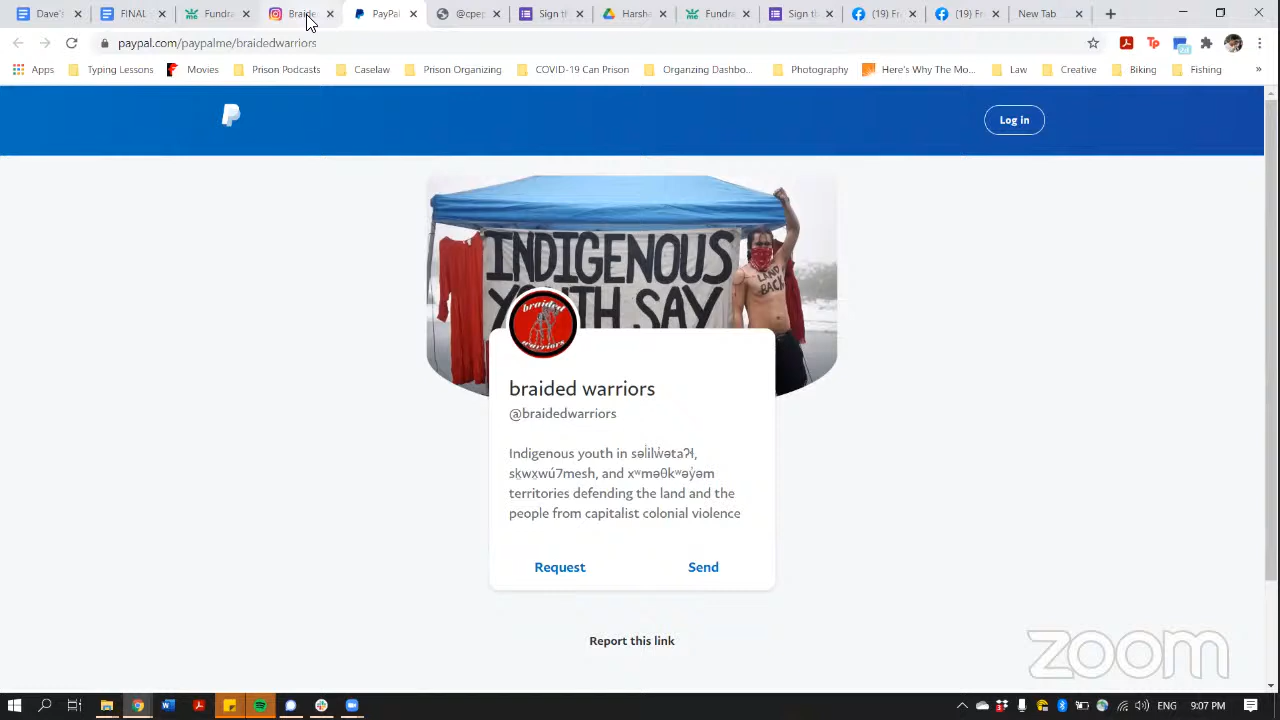 Dave'
FINAL
Fundr
Braide
PayPal
@cpep
Sign th
Harsha
Fundre
Sign th
(19) Fr
(19) Fr
New Tab
paypal.com/paypalme/braidedwarriors
Apps
Typing Lessons
Movies
Prison Podcasts
Caselaw
Prison Organizing
COVID-19 Can Prison
Organzing Dashbo...
Photography
Here's Why The Mo...
Law
Creative
Biking
Fishing
Log in
INDIGENOUS
YOUTH SAY
LAND
BACK
braided
warriors
braided warriors
@braidedwarriors
Indigenous youth in səl̓ilw̓ətaʔɬ,
sḵwx̱wú7mesh, and xʷməθkʷəy̓əm
territories defending the land and the
people from capitalist colonial violence
Request
Send
Report this link
zoom
ENG
9:07 PM